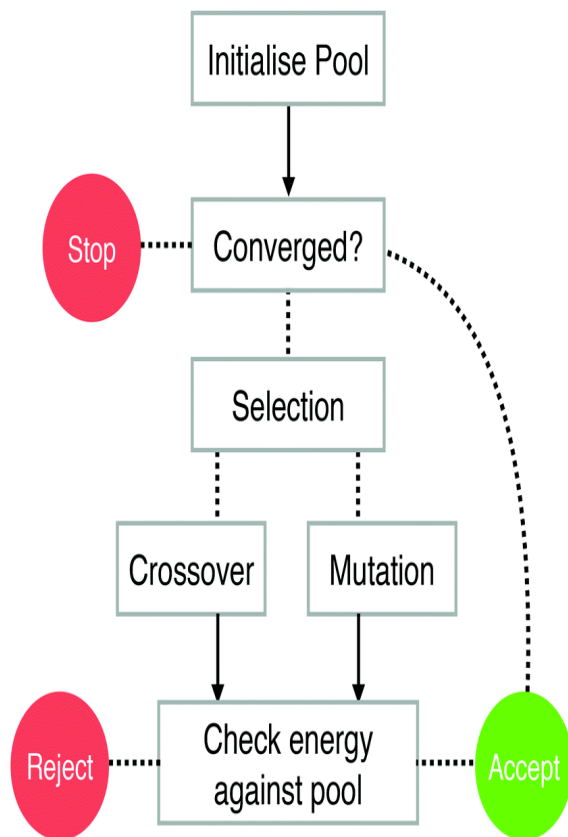 Initialise Pool
Stop
Converged?
Selection
Crossover
Mutation
Reject
Check energy
against pool
Accept